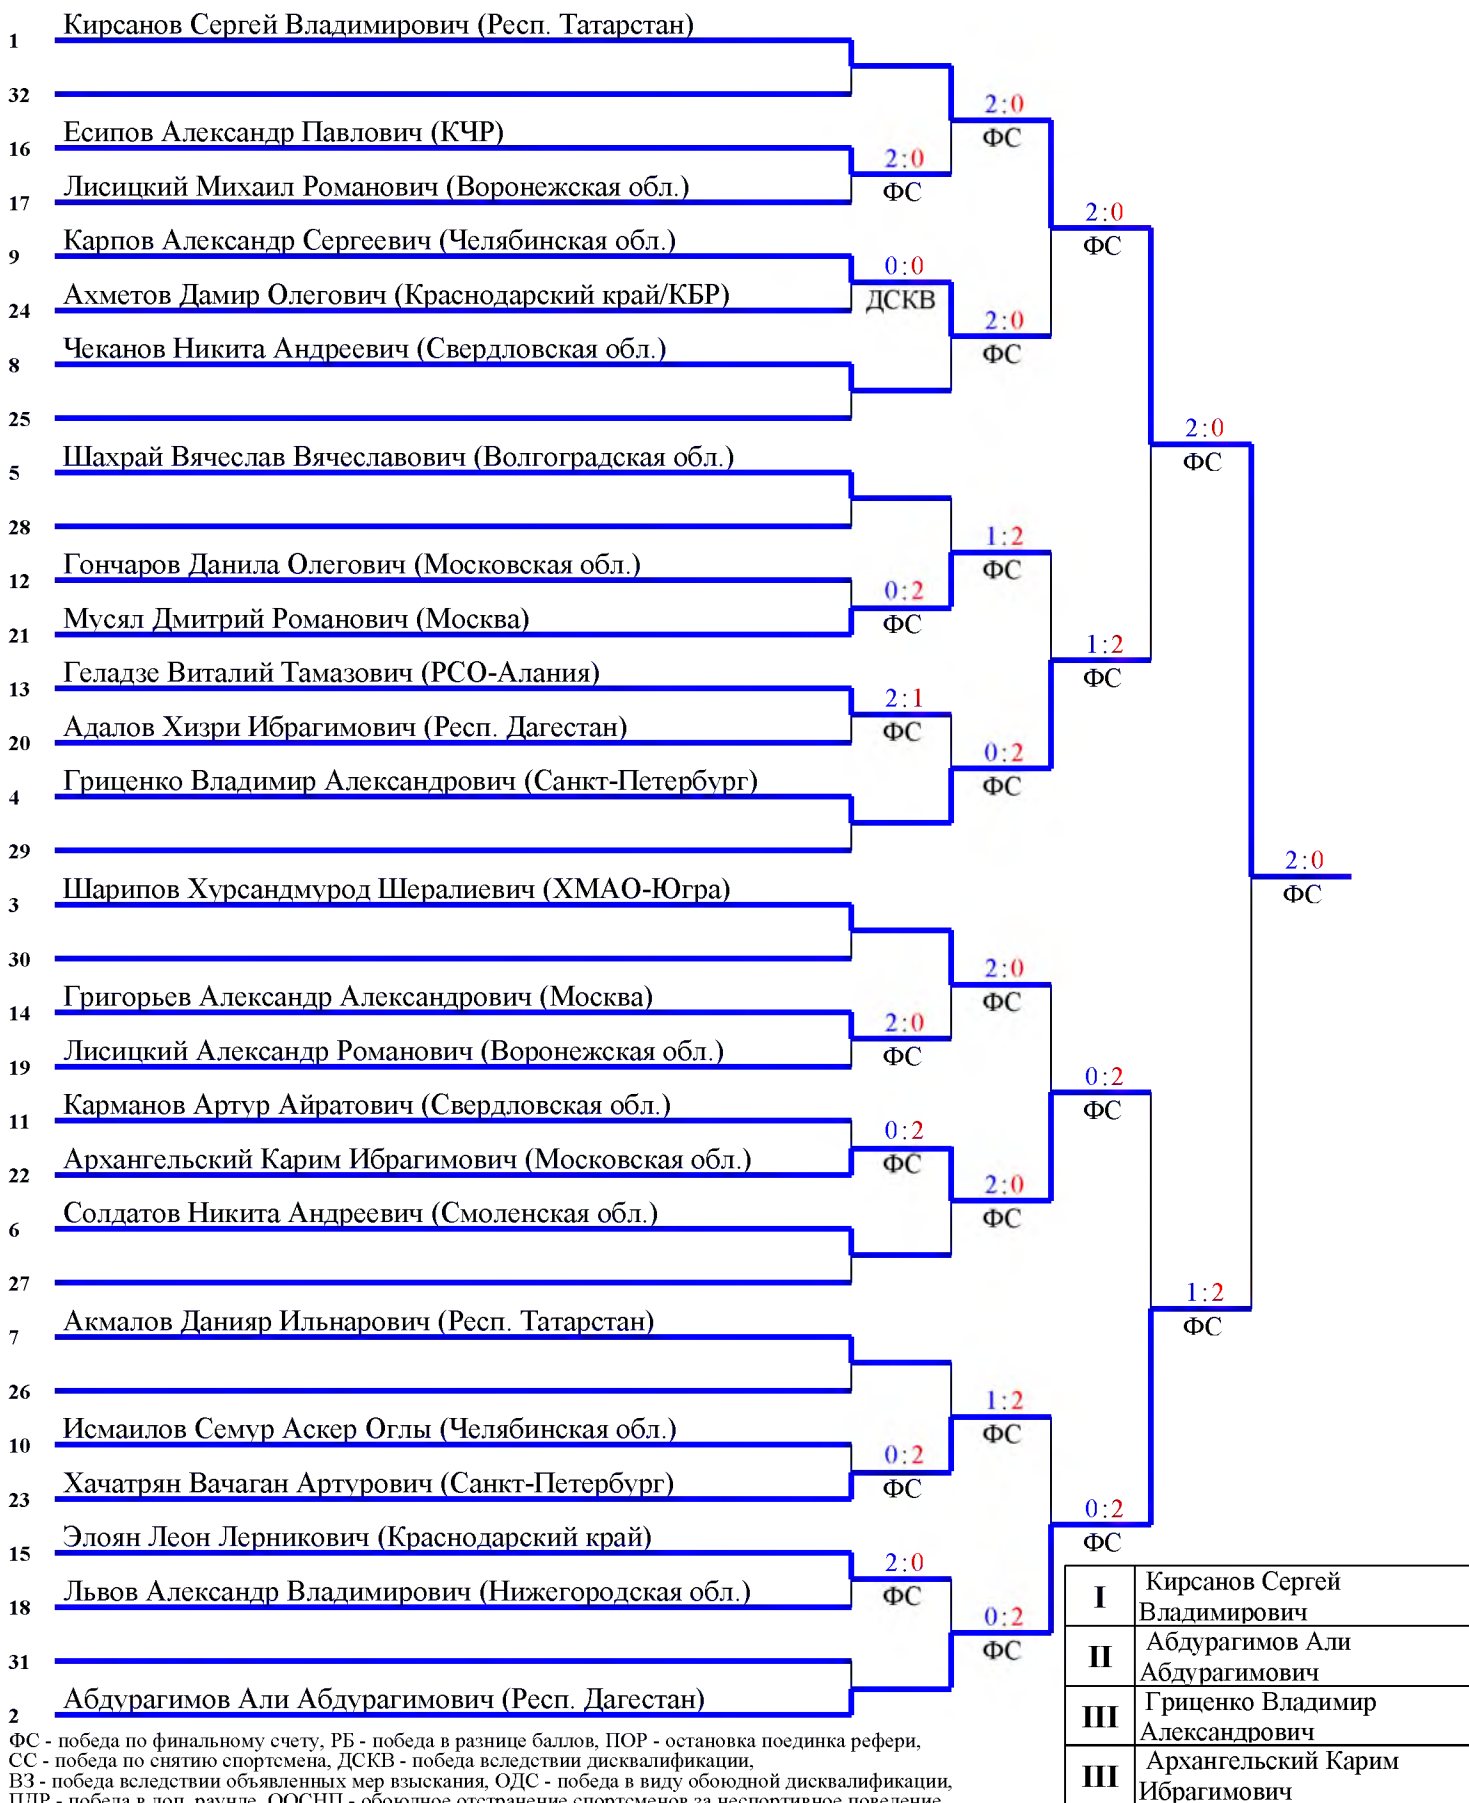 Кирсанов Сергей Владимирович (Респ. Татарстан)
1
32
2:0
ФС
Есипов Александр Павлович (КЧР)
16
2:0
ФС
Лисицкий Михаил Романович (Воронежская обл.)
17
2:0
ФС
Карпов Александр Сергеевич (Челябинская обл.)
9
0:0
ДСКВ
Ахметов Дамир Олегович (Краснодарский край/КБР)
24
2:0
ФС
Чеканов Никита Андреевич (Свердловская обл.)
8
25
2:0
ФС
Шахрай Вячеслав Вячеславович (Волгоградская обл.)
5
28
1:2
ФС
Гончаров Данила Олегович (Московская обл.)
12
0:2
ФС
Мусял Дмитрий Романович (Москва)
21
1:2
ФС
Геладзе Виталий Тамазович (РСО-Алания)
13
2:1
ФС
Адалов Хизри Ибрагимович (Респ. Дагестан)
20
0:2
ФС
Гриценко Владимир Александрович (Санкт-Петербург)
4
29
2:0
ФС
Шарипов Хурсандмурод Шералиевич (ХМАО-Югра)
3
30
2:0
ФС
Григорьев Александр Александрович (Москва)
14
2:0
ФС
Лисицкий Александр Романович (Воронежская обл.)
19
0:2
ФС
Карманов Артур Айратович (Свердловская обл.)
11
0:2
ФС
Архангельский Карим Ибрагимович (Московская обл.)
22
2:0
ФС
Солдатов Никита Андреевич (Смоленская обл.)
6
27
1:2
ФС
Акмалов Данияр Ильнарович (Респ. Татарстан)
7
26
1:2
ФС
Исмаилов Семур Аскер Оглы (Челябинская обл.)
10
0:2
ФС
Хачатрян Вачаган Артурович (Санкт-Петербург)
23
0:2
ФС
Элоян Леон Лерникович (Краснодарский край)
15
2:0
ФС
Львов Александр Владимирович (Нижегородская обл.)
18
0:2
ФС
31
Абдурагимов Али Абдурагимович (Респ. Дагестан)
2
I Кирсанов Сергей
Владимирович
II Абдурагимов Али
Абдурагимович
III Гриценко Владимир
Александрович
III Архангельский Карим
Ибрагимович
ФС - победа по финальному счету, РБ - победа в разнице баллов, ПОР - остановка поединка рефери,
СС - победа по снятию спортсмена, ДСКВ - победа вследствии дисквалификации,
ВЗ - победа вследствии объявленных мер взыскания, ОДС - победа в виду обоюдной дисквалификации,
ПДР - победа в доп. раунде, ООСНП - обоюдное отстранение спортсменов за неспортивное поведение